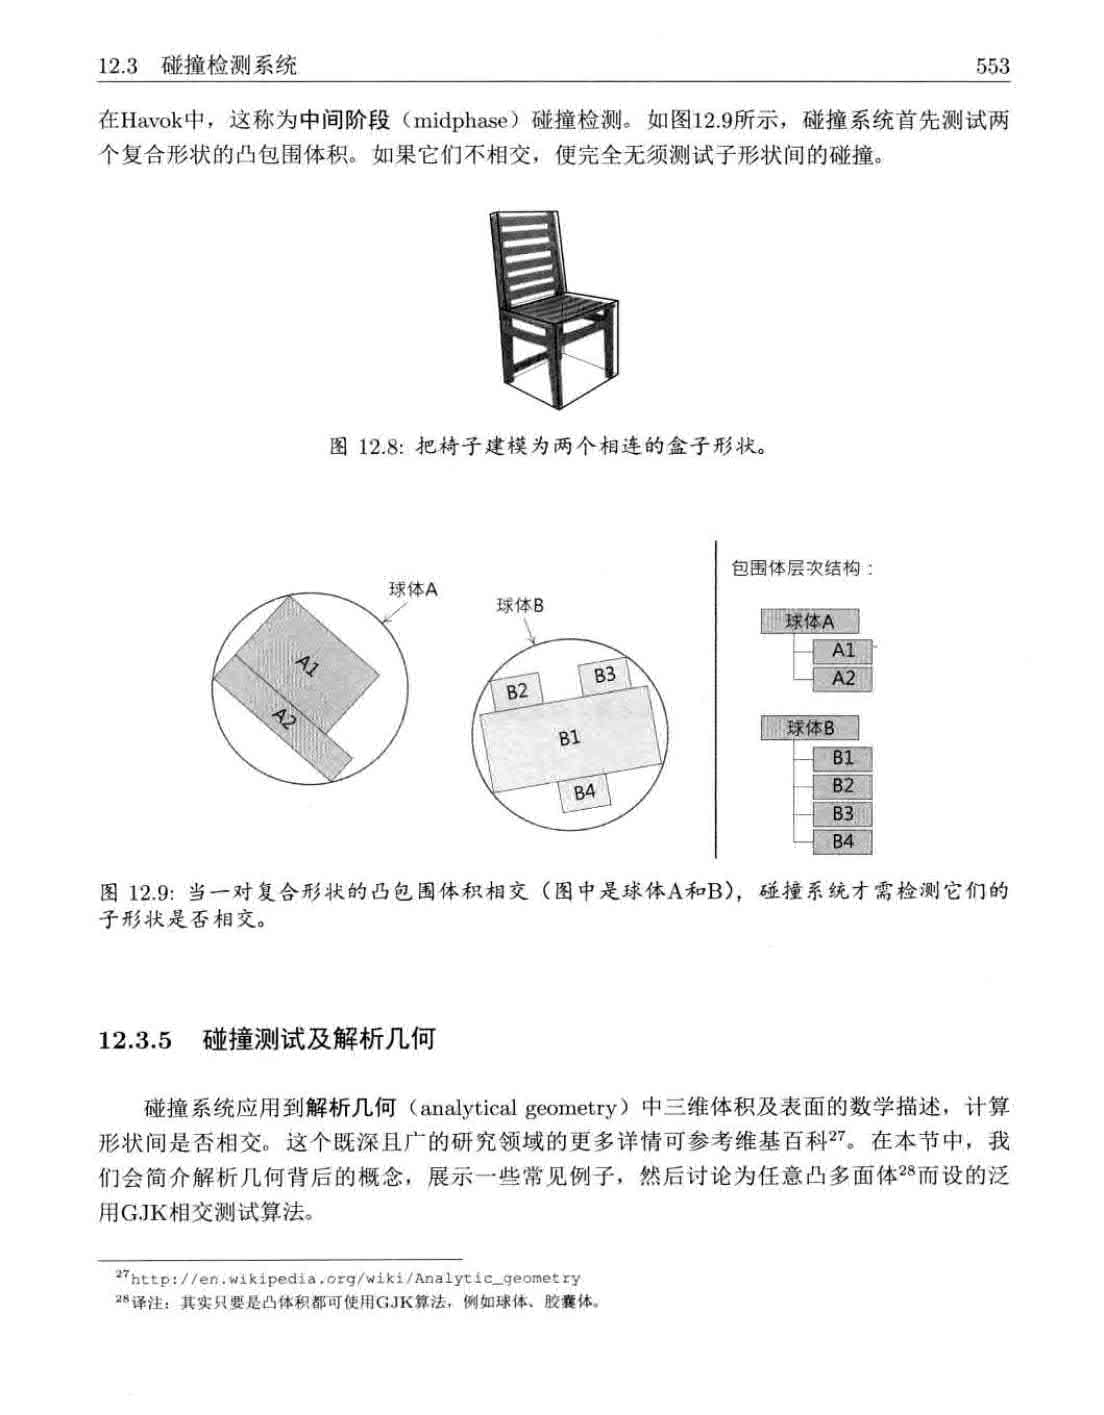 12.3 碰撞检测系统 553
在Havok中，这称为中间阶段（midphase）碰撞检测。如图12.9所示，碰撞系统首先测试两
个复合形状的凸包围体积。如果它们不相交，便完全无须测试子形状间的碰撞。
图 12.8: 把椅子建模为两个相连的盒子形状。
球体A
A1
A2
球体B
B2
B3
B1
B4
包围体层次结构：
球体A
A1
A2
球体B
B1
B2
B3
B4
图 12.9: 当一对复合形状的凸包围体积相交（图中是球体A和B），碰撞系统才需检测它们的
子形状是否相交。
12.3.5 碰撞测试及解析几何
碰撞系统应用到解析几何（analytical geometry）中三维体积及表面的数学描述，计算
形状间是否相交。这个既深且广的研究领域的更多详情可参考维基百科27。在本节中，我
们会简介解析几何背后的概念，展示一些常见例子，然后讨论为任意凸多面体28而设的泛
用GJK相交测试算法。
27http://en.wikipedia.org/wiki/Analytic_geometry
28译注：其实只要是凸体积都可使用GJK算法，例如球体、胶囊体。